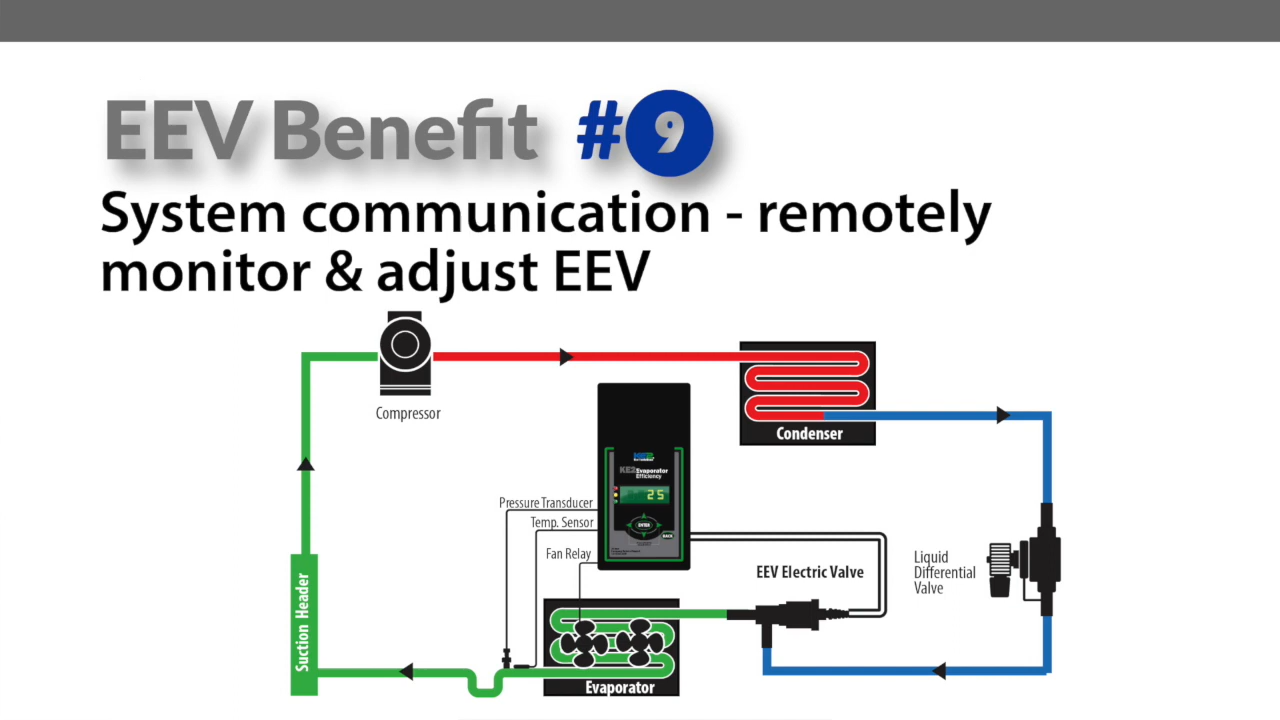 EEV Benefit #9
System communication - remotely
monitor & adjust EEV
Compressor
Condenser
KE2 Evaporator
Efficiency
25
Pressure Transducer
Temp. Sensor
ENTER
BACK
Fan Relay
EEV Electric Valve
Liquid
Differential
Valve
Suction Header
Evaporator